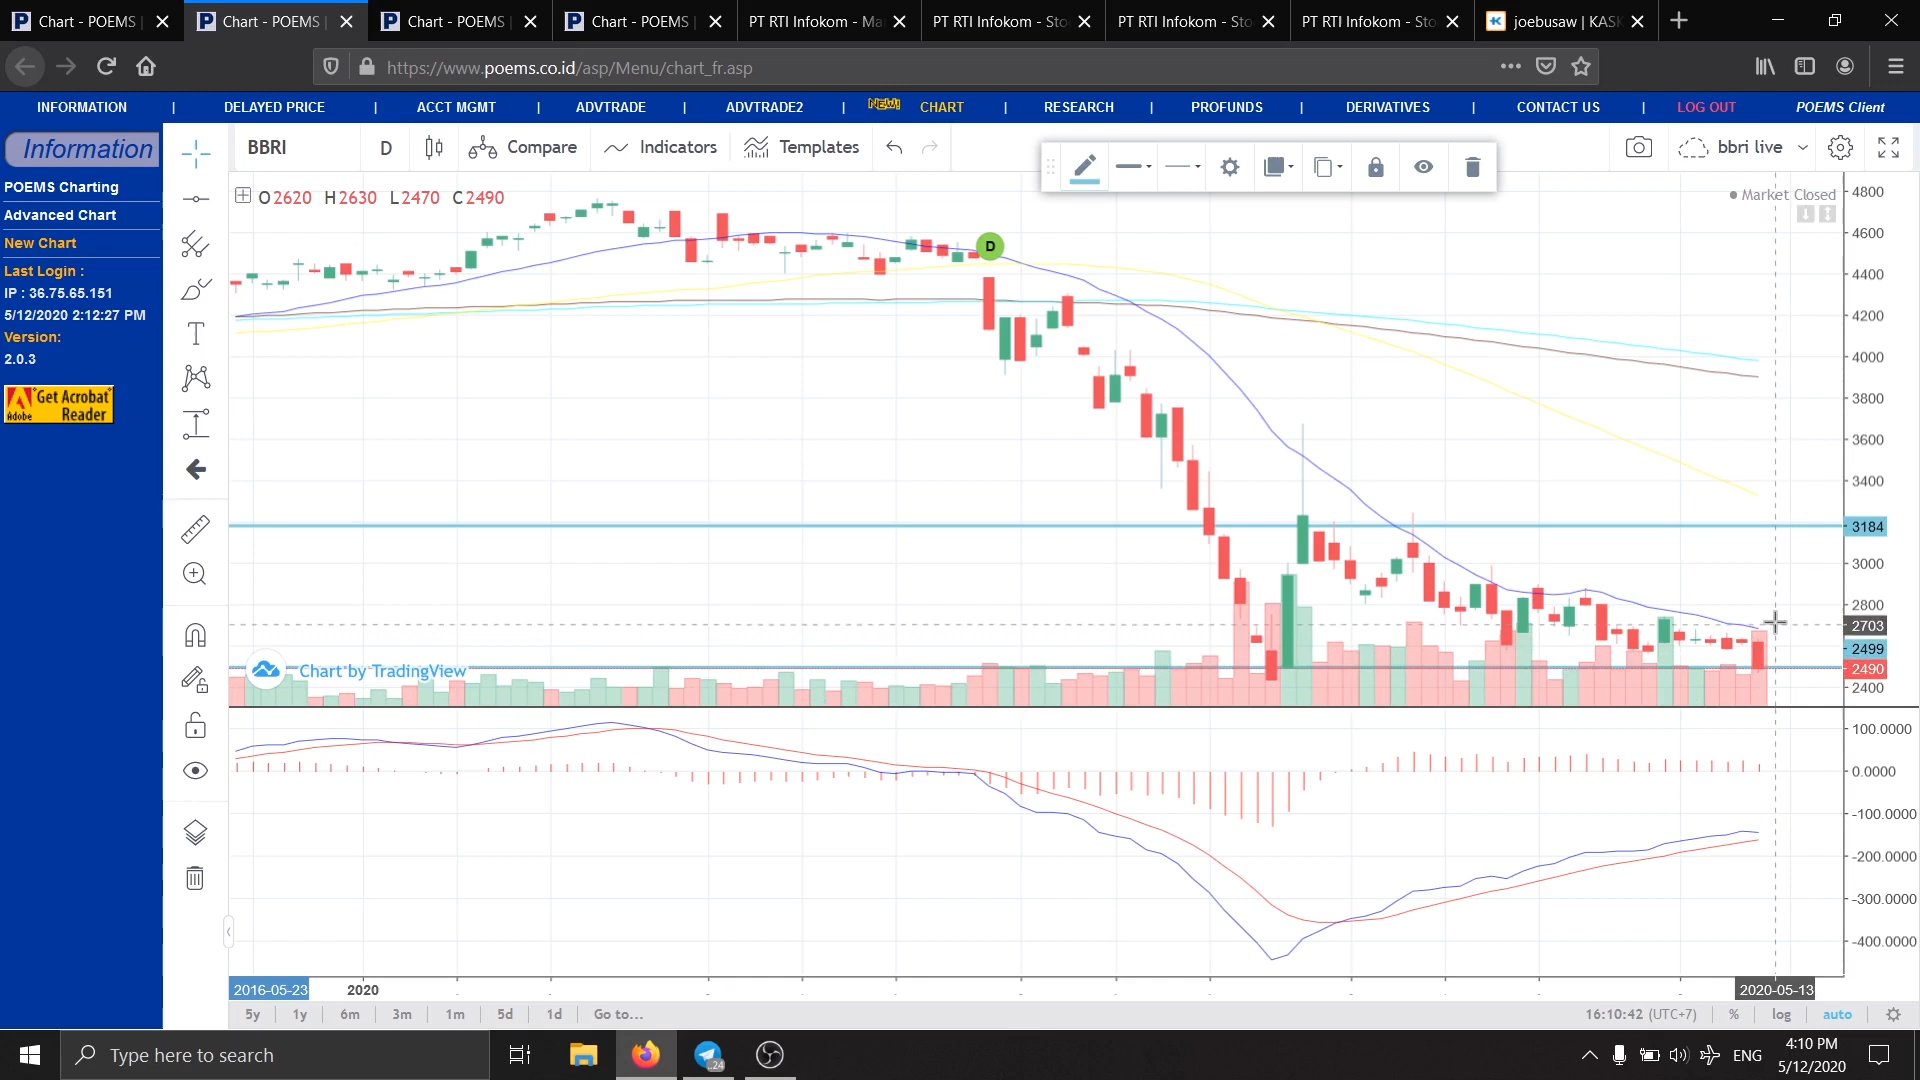 Chart - POEMS
Chart - POEMS
Chart - POEMS
Chart - POEMS
PT RTI Infokom - Ma
PT RTI Infokom - Sto
PT RTI Infokom - Sto
PT RTI Infokom - Sto
joebusaw | KASK
https://www.poems.co.id/asp/Menu/chart_fr.asp
INFORMATION | DELAYED PRICE | ACCT MGMT | ADVTRADE | ADVTRADE2 | NEW! CHART | RESEARCH | PROFUNDS | DERIVATIVES | CONTACT US | LOG OUT POEMS Client
Information
POEMS Charting
Advanced Chart
New Chart
Last Login :
IP : 36.75.65.151
5/12/2020 2:12:27 PM
Version:
2.0.3
Get Acrobat
Adobe Reader
BBRI D Compare Indicators Templates bbri live
O2620 H2630 L2470 C2490
Market Closed
D
4800
4600
4400
4200
4000
3800
3600
3400
3184
3000
2800
2703
2499
2490
2400
Chart by TradingView
100.0000
0.0000
-100.0000
-200.0000
-300.0000
-400.0000
2016-05-23 2020 2020-05-13
5y 1y 6m 3m 1m 5d 1d Go to... 16:10:42 (UTC+7) % log auto
Type here to search
24
ENG
4:10 PM
5/12/2020